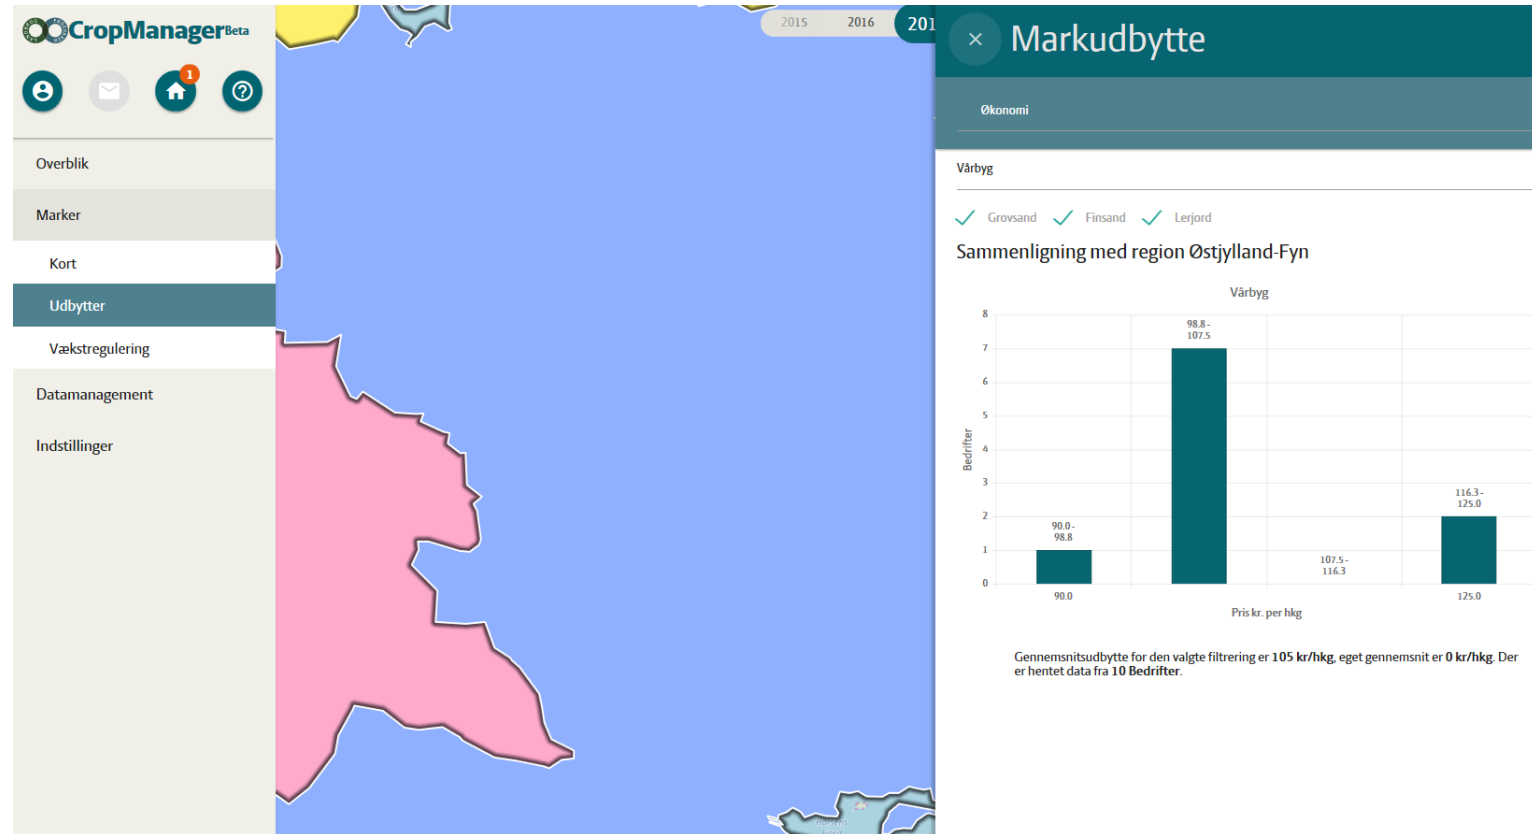 CropManager Beta
1
Overblik
Marker
Kort
Udbytter
Vækstregulering
Datamanagement
Indstillinger
2015 2016 201
× Markudbytte
Økonomi
Vårbyg
Grovsand Finsand Lerjord
Sammenligning med region Østjylland-Fyn
Vårbyg
8
7
6
5
4
3
2
1
0
Bedrifter
90.0 -
98.8
98.8 -
107.5
107.5 -
116.3
116.3 -
125.0
90.0
125.0
Pris kr. per hkg
Gennemsnitsudbytte for den valgte filtrering er 105 kr/hkg, eget gennemsnit er 0 kr/hkg. Der
er hentet data fra 10 Bedrifter.